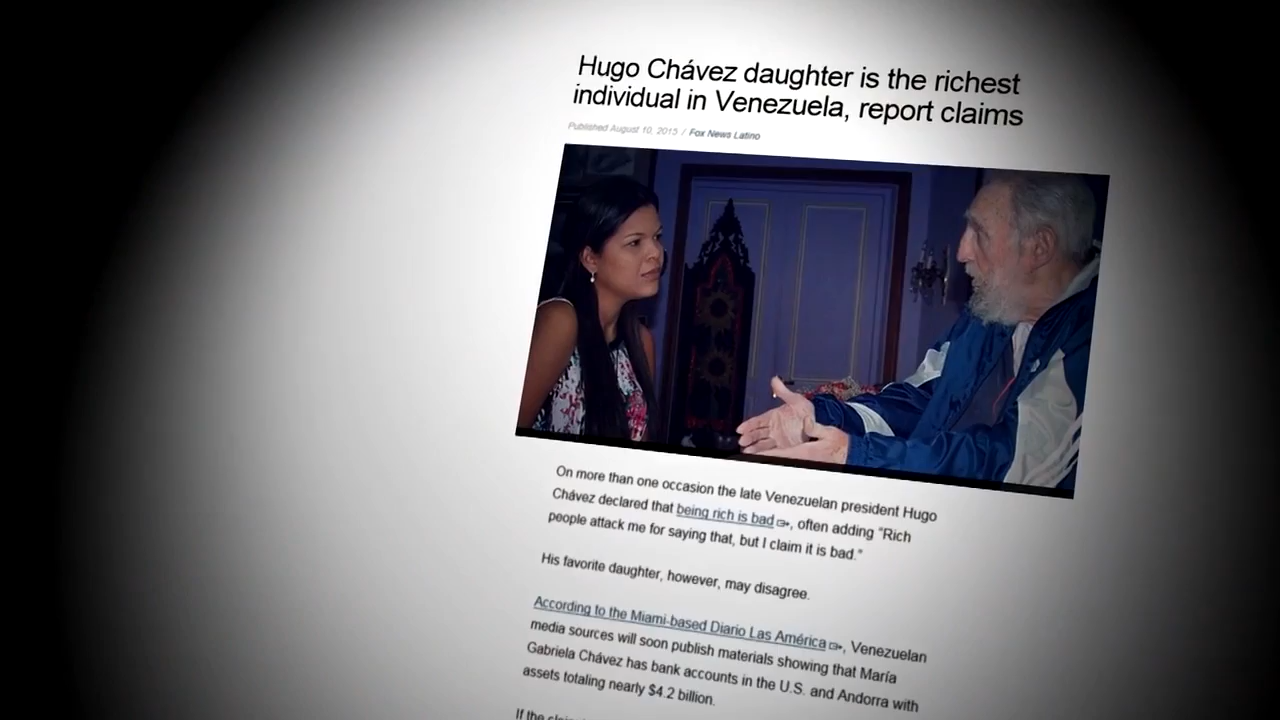 Hugo Chávez daughter is the richest
individual in Venezuela, report claims
Published August 10, 2015 / Fox News Latino
On more than one occasion the late Venezuelan president Hugo
Chávez declared that being rich is bad, often adding "Rich
people attack me for saying that, but I claim it is bad."
His favorite daughter, however, may disagree.
According to the Miami-based Diario Las América, Venezuelan
media sources will soon publish materials showing that María
Gabriela Chávez has bank accounts in the U.S. and Andorra with
assets totaling nearly $4.2 billion.
If the